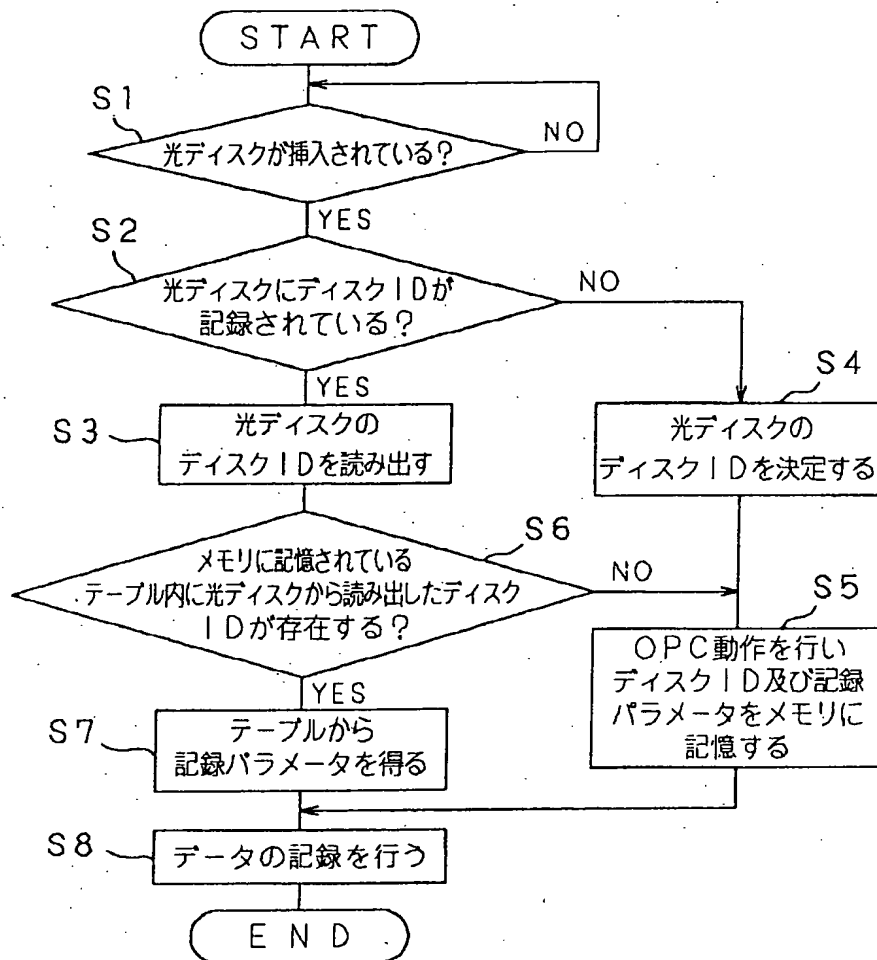 START
S1
光ディスクが挿入されている?
NO
YES
S2
光ディスクにディスクIDが
記録されている?
NO
YES
S3
光ディスクの
ディスクIDを読み出す
S4
光ディスクの
ディスクIDを決定する
S6
メモリに記憶されている
テーブル内に光ディスクから読み出したディスク
IDが存在する?
NO
YES
S5
OPC動作を行い
ディスクID及び記録
パラメータをメモリに
記憶する
S7
テーブルから
記録パラメータを得る
S8
データの記録を行う
END